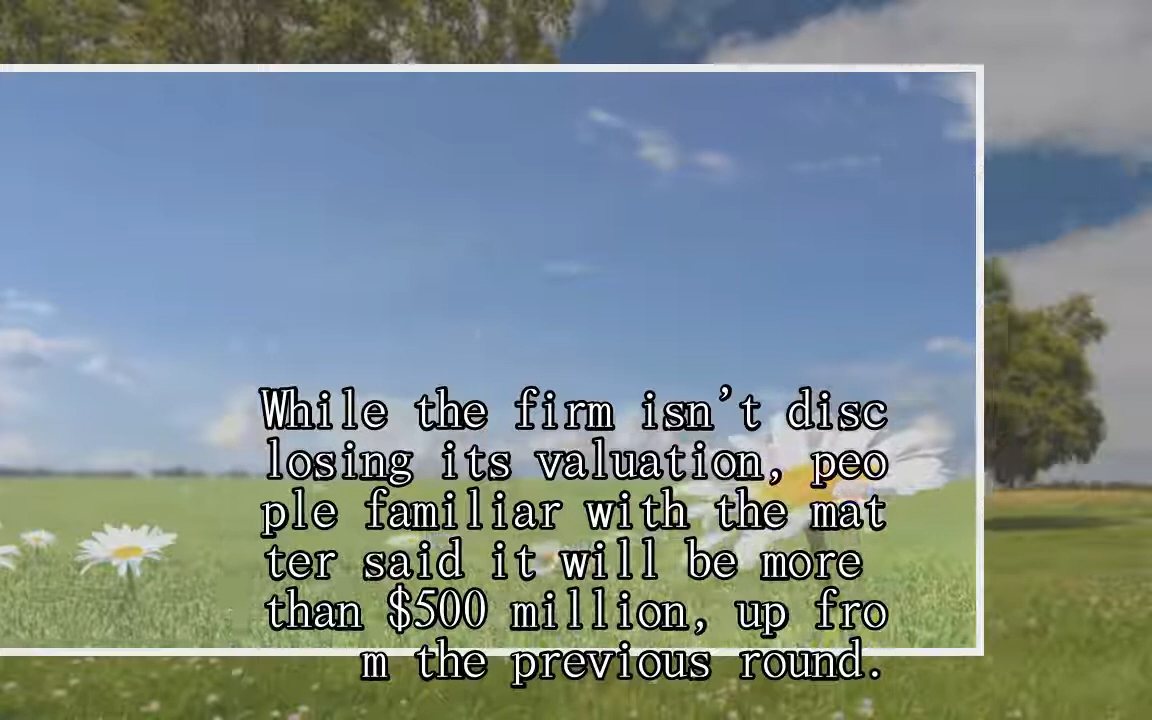 While the firm isn't disc
losing its valuation, peo
ple familiar with the mat
ter said it will be more
than $500 million, up fro
m the previous round.